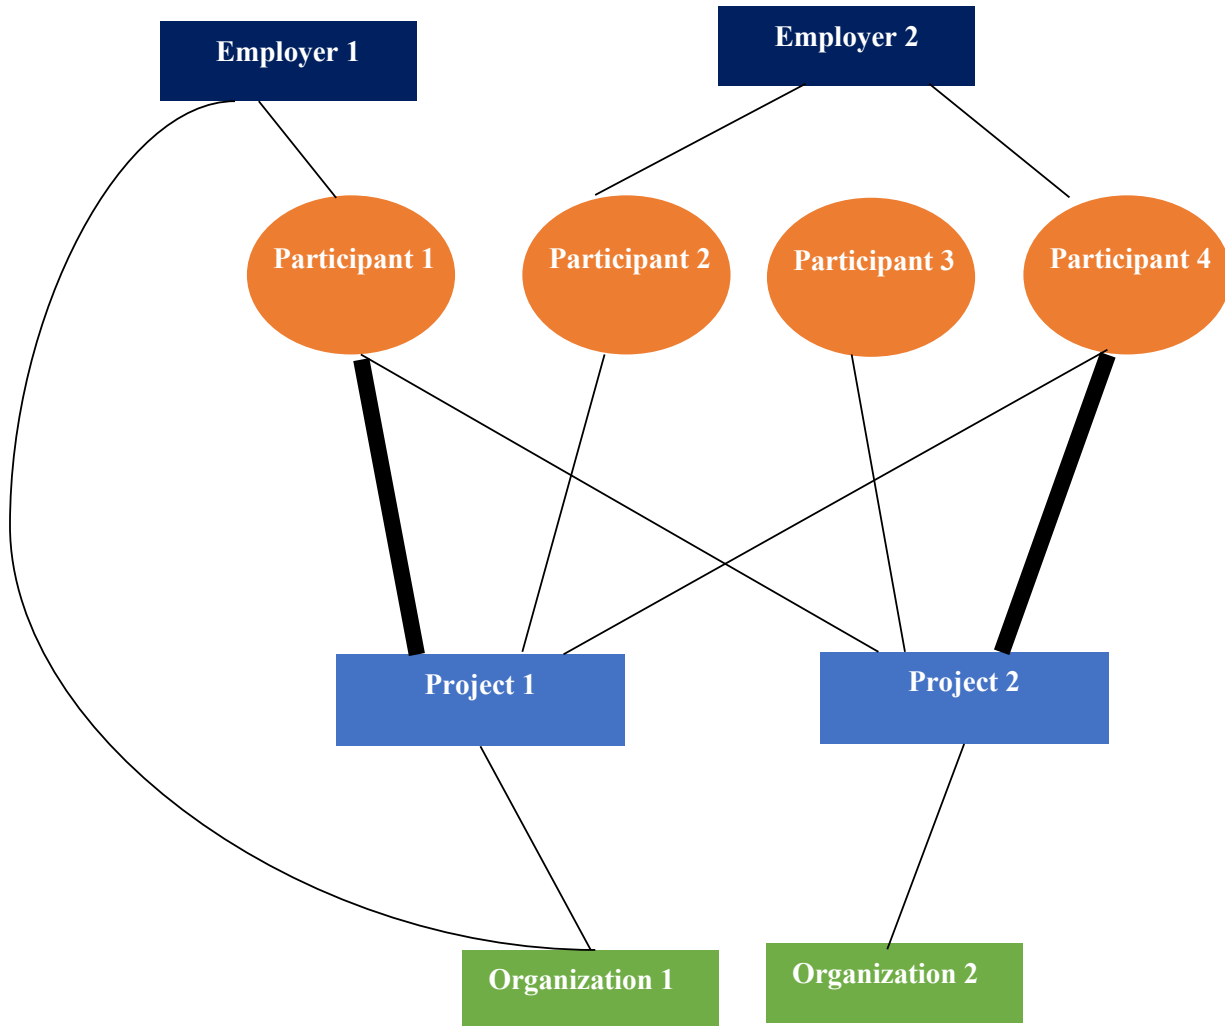 Employer 1
Employer 2
Participant 1
Participant 2
Participant 3
Participant 4
Project 1
Project 2
Organization 1
Organization 2